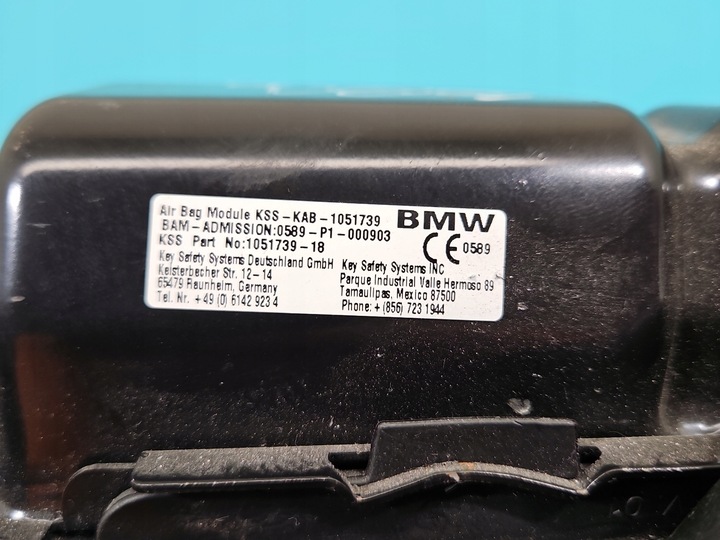 Air Bag Module KSS-KAB-1051739
BMW
BAM-ADMISSION:0589-P1-000903
KSS Part No:1051739-18
CE 0589
Key Safety Systems Deutschland GmbH
Keisterbecher Str. 12-14
65479 Raunheim, Germany
Tel. Nr. +49 (0) 6142 923 4
Key Safety Systems INC
Parque Industrial Valle Hermoso 89
Tamaulipas, Mexico 87500
Phone: + (856) 723 1944